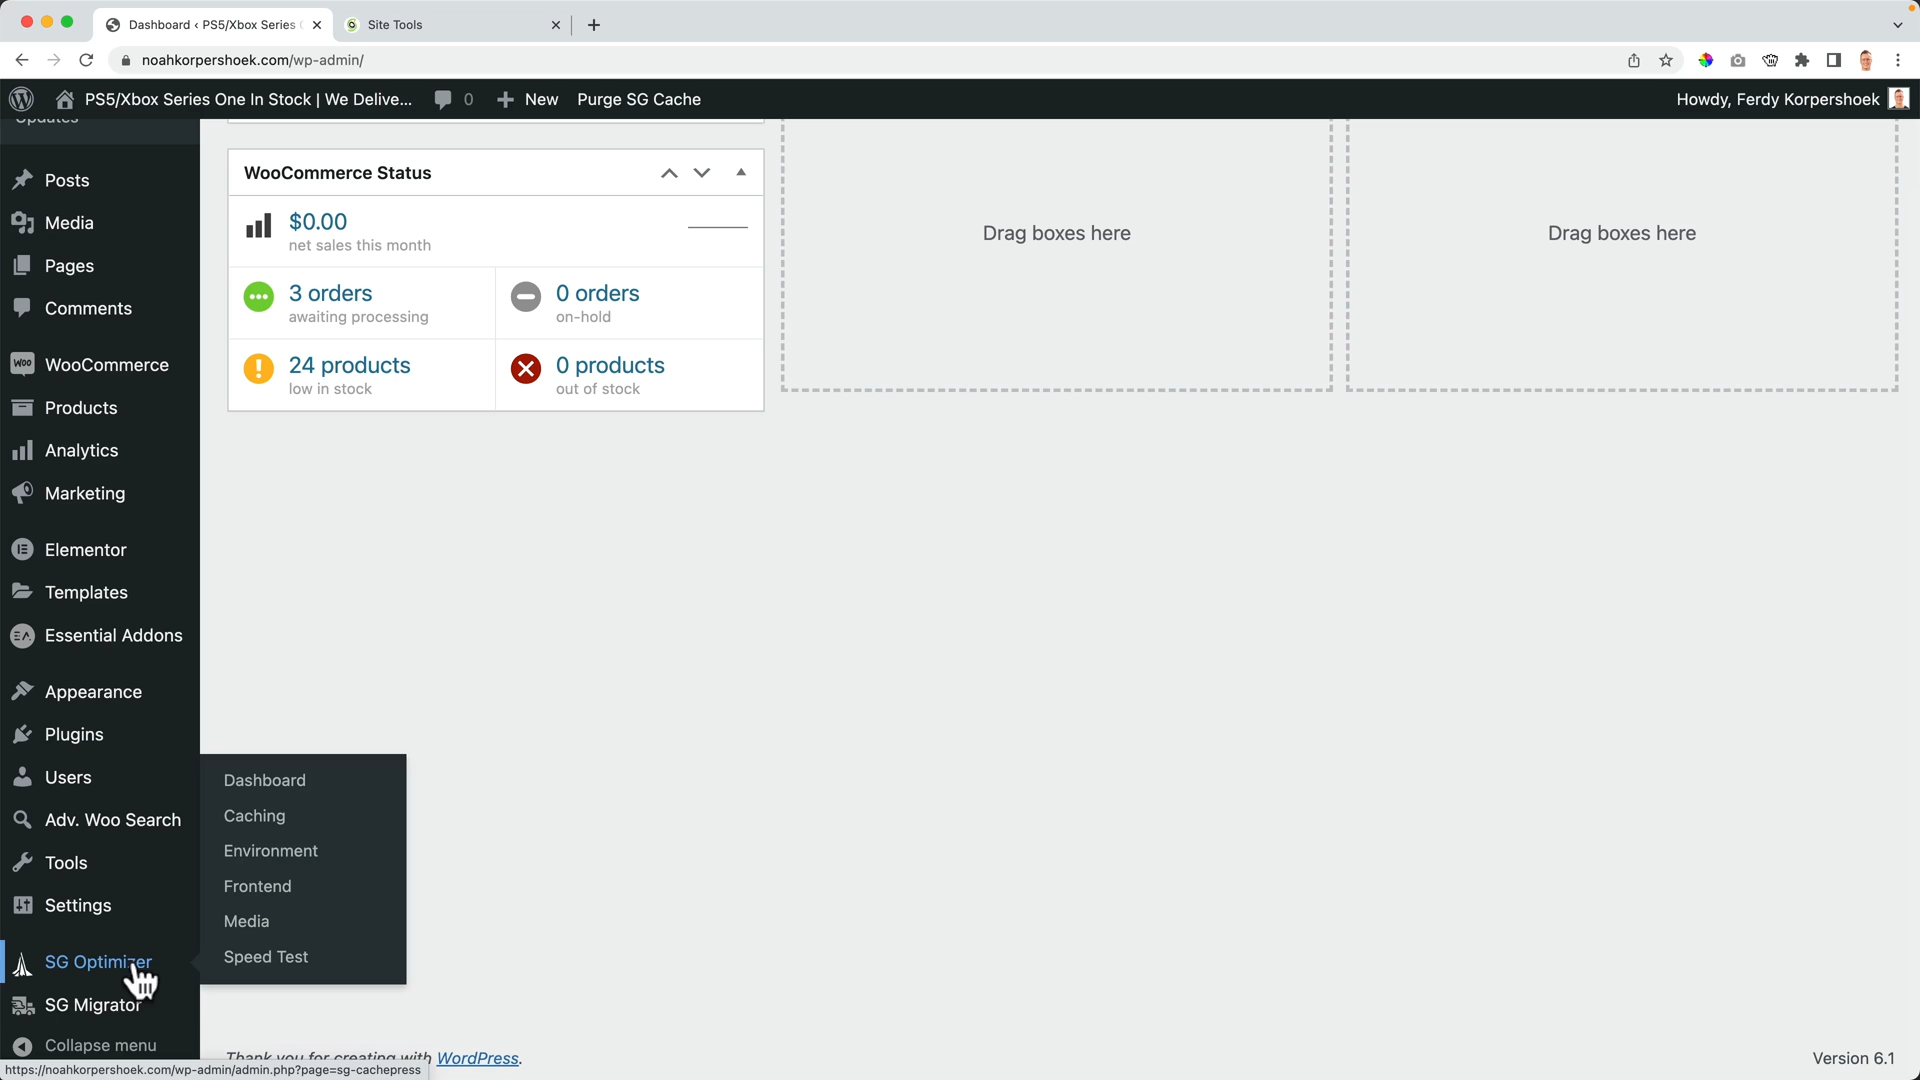 Dashboard ‹ PS5/Xbox Series
Site Tools
noahkorpershoek.com/wp-admin/
PS5/Xbox Series One In Stock | We Delive...
0
New
Purge SG Cache
Howdy, Ferdy Korpershoek
Updates
Posts
Media
Pages
Comments
WooCommerce
Products
Analytics
Marketing
Elementor
Templates
Essential Addons
Appearance
Plugins
Users
Adv. Woo Search
Tools
Settings
SG Optimizer
SG Migrator
Collapse menu
Dashboard
Caching
Environment
Frontend
Media
Speed Test
WooCommerce Status
$0.00
net sales this month
3 orders
awaiting processing
0 orders
on-hold
24 products
low in stock
0 products
out of stock
Drag boxes here
Drag boxes here
Thank you for creating with WordPress.
Version 6.1
https://noahkorpershoek.com/wp-admin/admin.php?page=sg-cachepress